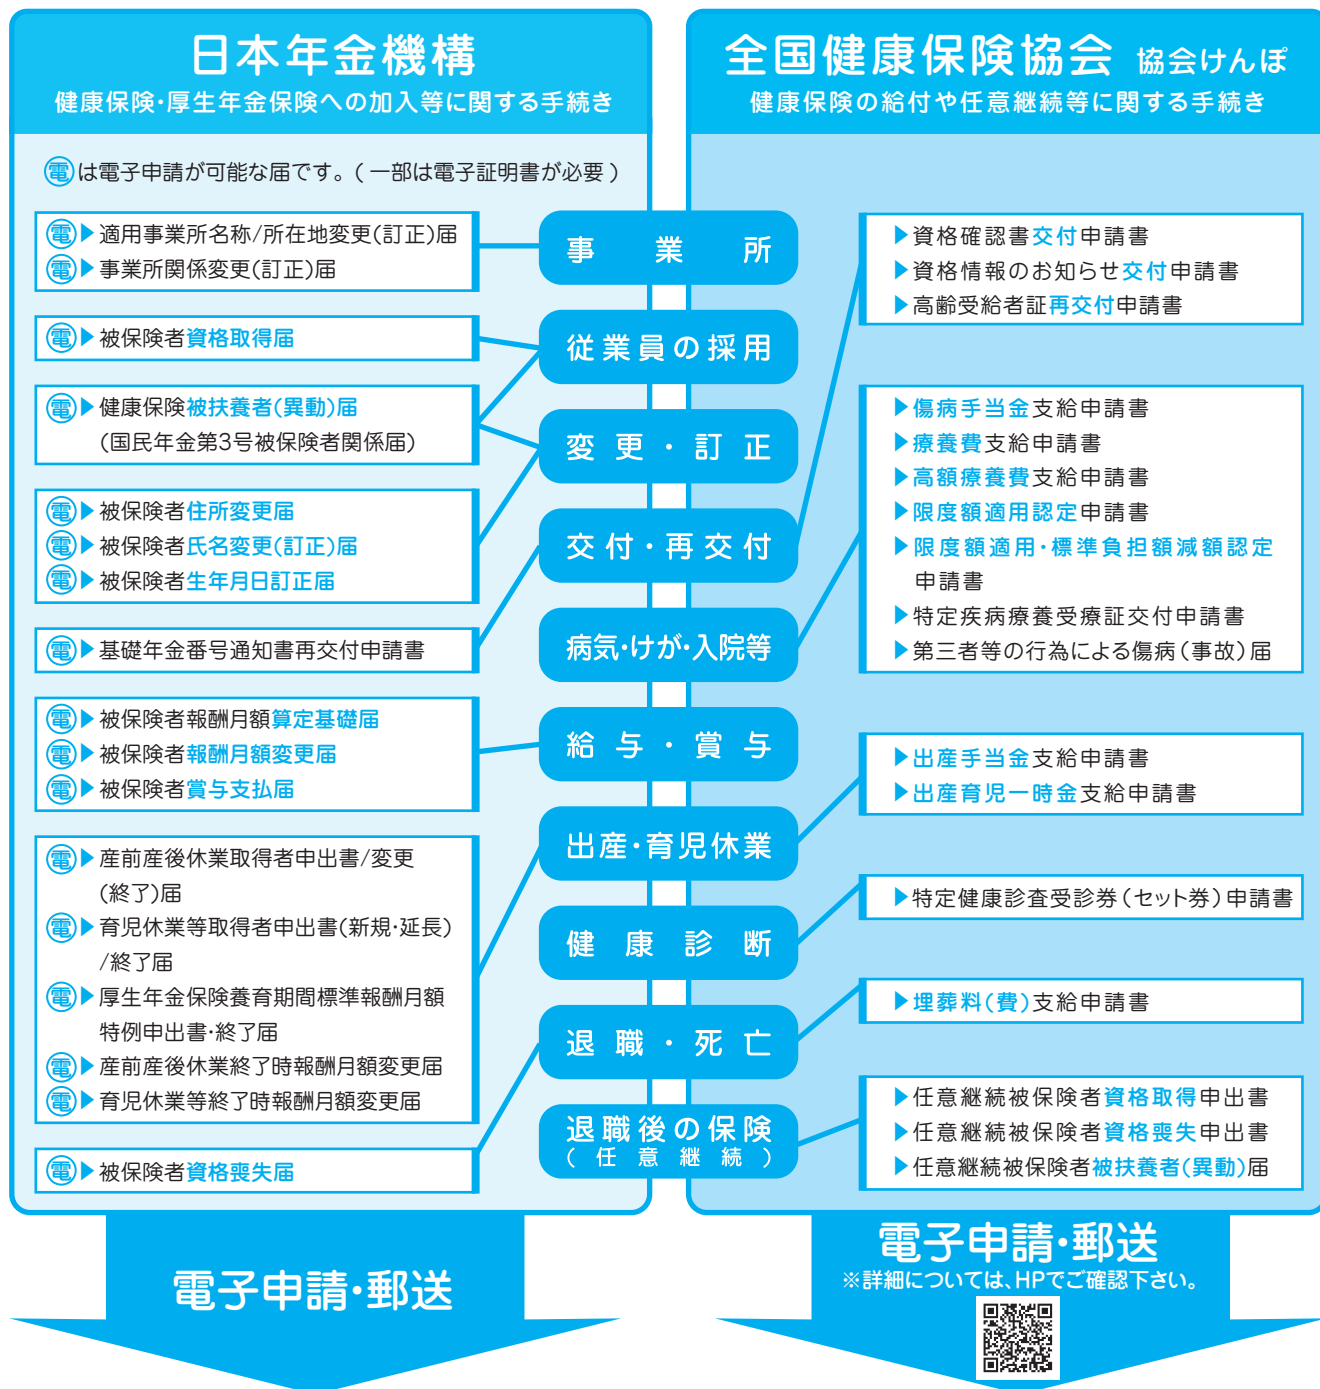 日本年金機構
健康保険・厚生年金保険への加入等に関する手続き
電は電子申請が可能な届です。(一部は電子証明書が必要)
電▶適用事業所名称/所在地変更(訂正)届
電▶事業所関係変更(訂正)届
電▶被保険者資格取得届
電▶健康保険被扶養者(異動)届
(国民年金第3号被保険者関係届)
電▶被保険者住所変更届
電▶被保険者氏名変更(訂正)届
電▶被保険者生年月日訂正届
電▶基礎年金番号通知書再交付申請書
電▶被保険者報酬月額算定基礎届
電▶被保険者報酬月額変更届
電▶被保険者賞与支払届
電▶産前産後休業取得者申出書/変更
(終了)届
電▶育児休業等取得者申出書(新規・延長)
/終了届
電▶厚生年金保険養育期間標準報酬月額
特例申出書・終了届
電▶産前産後休業終了時報酬月額変更届
電▶育児休業等終了時報酬月額変更届
電▶被保険者資格喪失届
電子申請・郵送
事業所
従業員の採用
変更・訂正
交付・再交付
病気・けが・入院等
給与・賞与
出産・育児休業
健康診断
退職・死亡
退職後の保険
(任意継続)
全国健康保険協会 協会けんぽ
健康保険の給付や任意継続等に関する手続き
▶資格確認書交付申請書
▶資格情報のお知らせ交付申請書
▶高齢受給者証再交付申請書
▶傷病手当金支給申請書
▶療養費支給申請書
▶高額療養費支給申請書
▶限度額適用認定申請書
▶限度額適用・標準負担額減額認定
申請書
▶特定疾病療養受療証交付申請書
▶第三者等の行為による傷病(事故)届
▶出産手当金支給申請書
▶出産育児一時金支給申請書
▶特定健康診査受診券(セット券)申請書
▶埋葬料(費)支給申請書
▶任意継続被保険者資格取得申出書
▶任意継続被保険者資格喪失申出書
▶任意継続被保険者被扶養者(異動)届
電子申請・郵送
※詳細については、HPでご確認下さい。